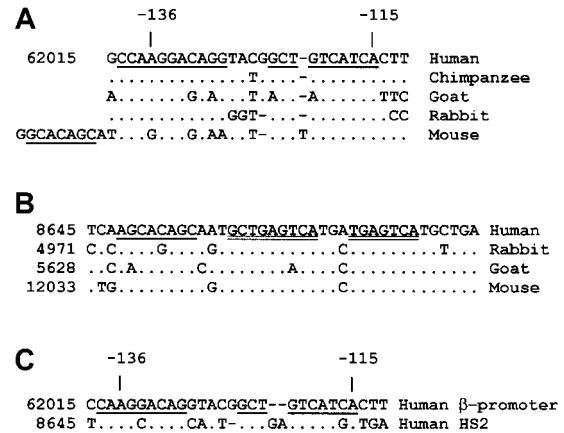 A
-136 -115
62015 GCCAAGGACAGGTACGGCT-GTCATCACTT Human
..............T....-.......... Chimpanzee
A.......G.A...T.A..-A......TTC Goat
............GGT-...-........CC Rabbit
GGCACAGCAT...G...G.AA..T-...T.......... Mouse
B
8645 TCAAGCACAGCAATGCTGAGTCATGATGAGTCATGCTGA Human
4971 C.C....G....G............C.........T... Rabbit
5628 ..C.A......C........A....C............. Goat
12033 .TG.........G............C............. Mouse
C
-136 -115
62015 CCAAGGACAGGTACGGCT--GTCATCACTT Human β-promoter
8645 T....C....CA.T-...GA.....G.TGA Human HS2